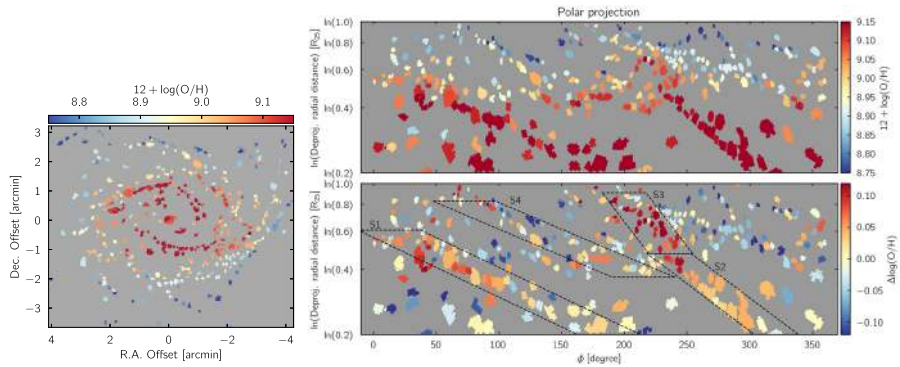 Polar projection
12 + log(O/H)
8.8 8.9 9.0 9.1
3
2
1
0
−1
−2
−3
Dec. Offset [arcmin]
4 2 0 −2 −4
R.A. Offset [arcmin]
ln(Deproj. radial distance) [R25]
ln(1.0)
ln(0.8)
ln(0.6)
ln(0.4)
ln(0.2)
9.15
9.10
9.05
9.00
8.95
8.90
8.85
8.80
8.75
12 + log(O/H)
ln(Deproj. radial distance) [R25]
ln(1.0)
ln(0.8)
ln(0.6)
ln(0.4)
ln(0.2)
S1
S4
S3
S2
0 50 100 150 200 250 300 350
ϕ [degree]
0.10
0.05
0.00
−0.05
−0.10
Δlog(O/H)